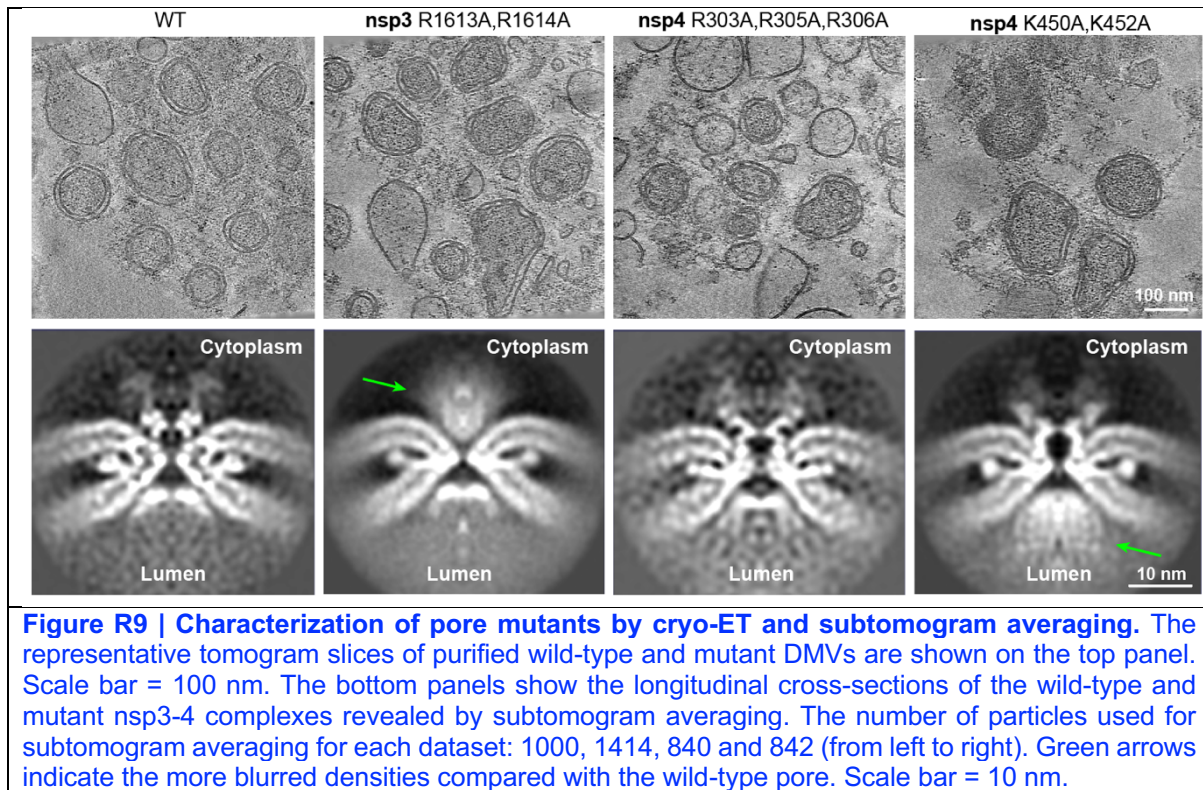 WT
nsp3 R1613A,R1614A
nsp4 R303A,R305A,R306A
nsp4 K450A,K452A
100 nm
Cytoplasm
Cytoplasm
Cytoplasm
Cytoplasm
Lumen
Lumen
Lumen
Lumen
10 nm
Figure R9 | Characterization of pore mutants by cryo-ET and subtomogram averaging. The
representative tomogram slices of purified wild-type and mutant DMVs are shown on the top panel.
Scale bar = 100 nm. The bottom panels show the longitudinal cross-sections of the wild-type and
mutant nsp3-4 complexes revealed by subtomogram averaging. The number of particles used for
subtomogram averaging for each dataset: 1000, 1414, 840 and 842 (from left to right). Green arrows
indicate the more blurred densities compared with the wild-type pore. Scale bar = 10 nm.